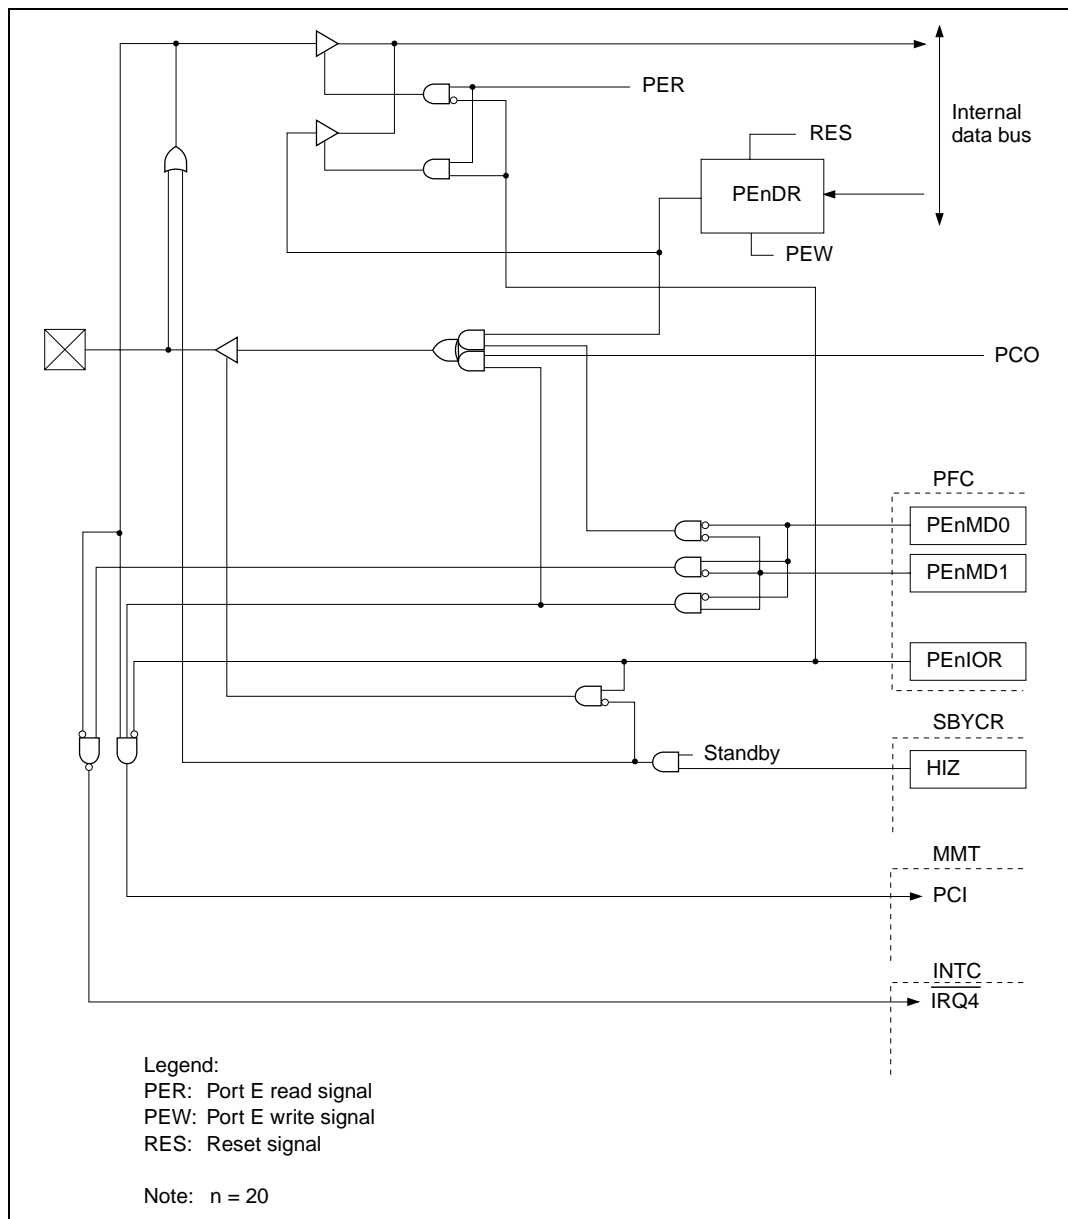 PER
Internal
data bus
RES
PEnDR
PEW
PCO
PFC
PEnMD0
PEnMD1
PEnIOR
SBYCR
Standby
HIZ
MMT
PCI
INTC
IRQ4
Legend:
PER: Port E read signal
PEW: Port E write signal
RES: Reset signal
Note: n = 20